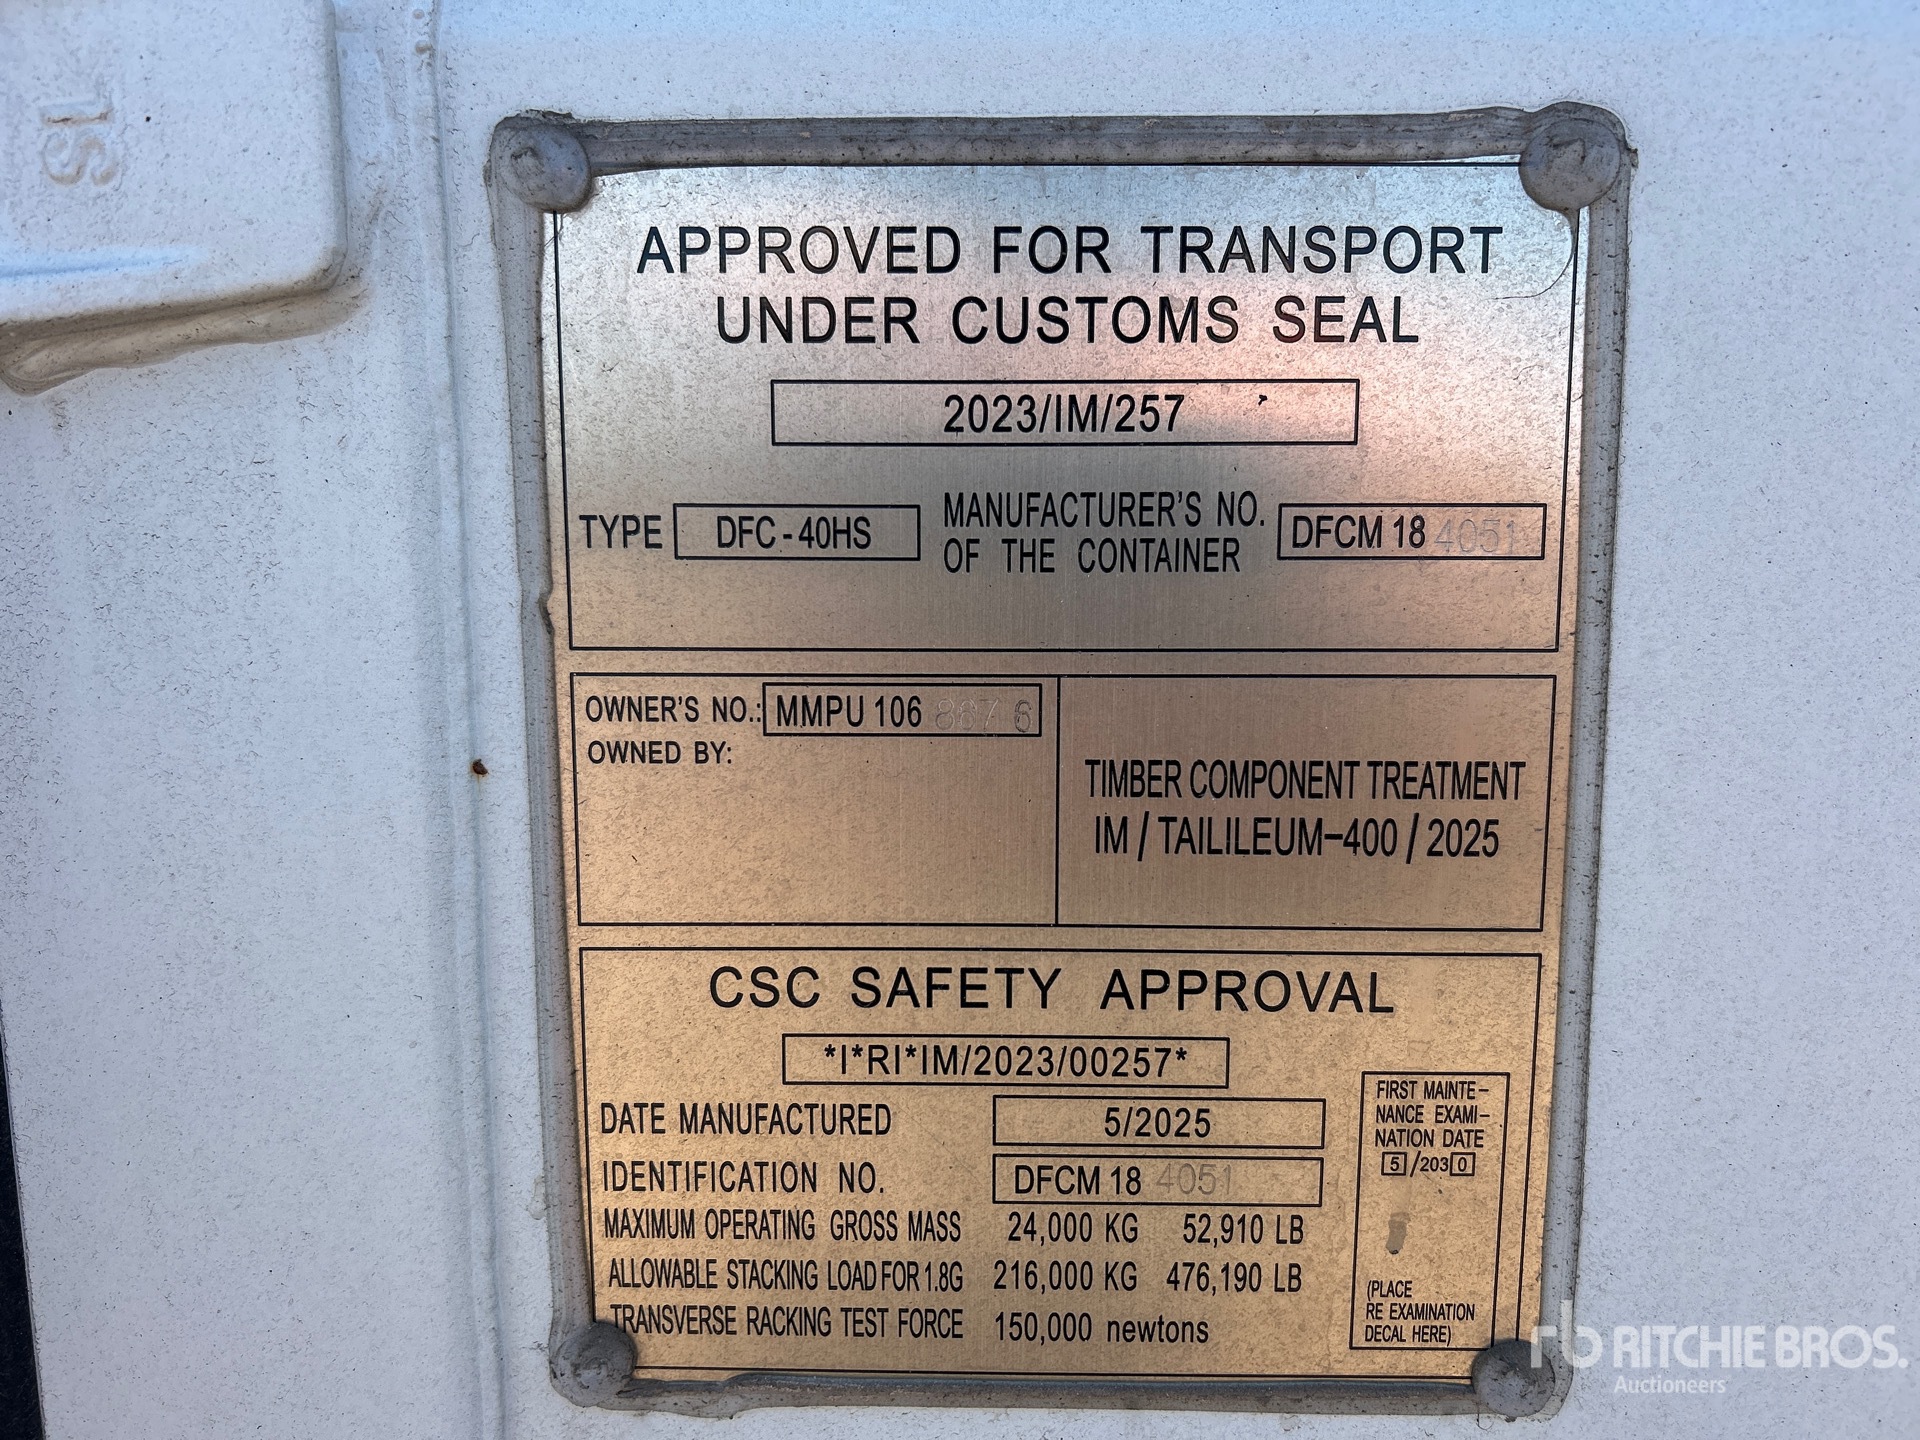 SL
APPROVED FOR TRANSPORT
UNDER CUSTOMS SEAL
2023/IM/257
TYPE DFC-40HS
MANUFACTURER'S NO.
OF THE CONTAINER
DFCM 18 4051
OWNER'S NO.: MMPU 106
OWNED BY:
TIMBER COMPONENT TREATMENT
IM / TAILILEUM-400 / 2025
CSC SAFETY APPROVAL
*I*RI*IM/2023/00257*
DATE MANUFACTURED 5/2025
IDENTIFICATION NO. DFCM 18 4051
MAXIMUM OPERATING GROSS MASS 24,000 KG 52,910 LB
ALLOWABLE STACKING LOAD FOR 1.8G 216,000 KG 476,190 LB
TRANSVERSE RACKING TEST FORCE 150,000 newtons
FIRST MAINTE-
NANCE EXAMI-
NATION DATE
5/2030
(PLACE
RE EXAMINATION
DECAL HERE)
rb RITCHIE BROS.
Auctioneers